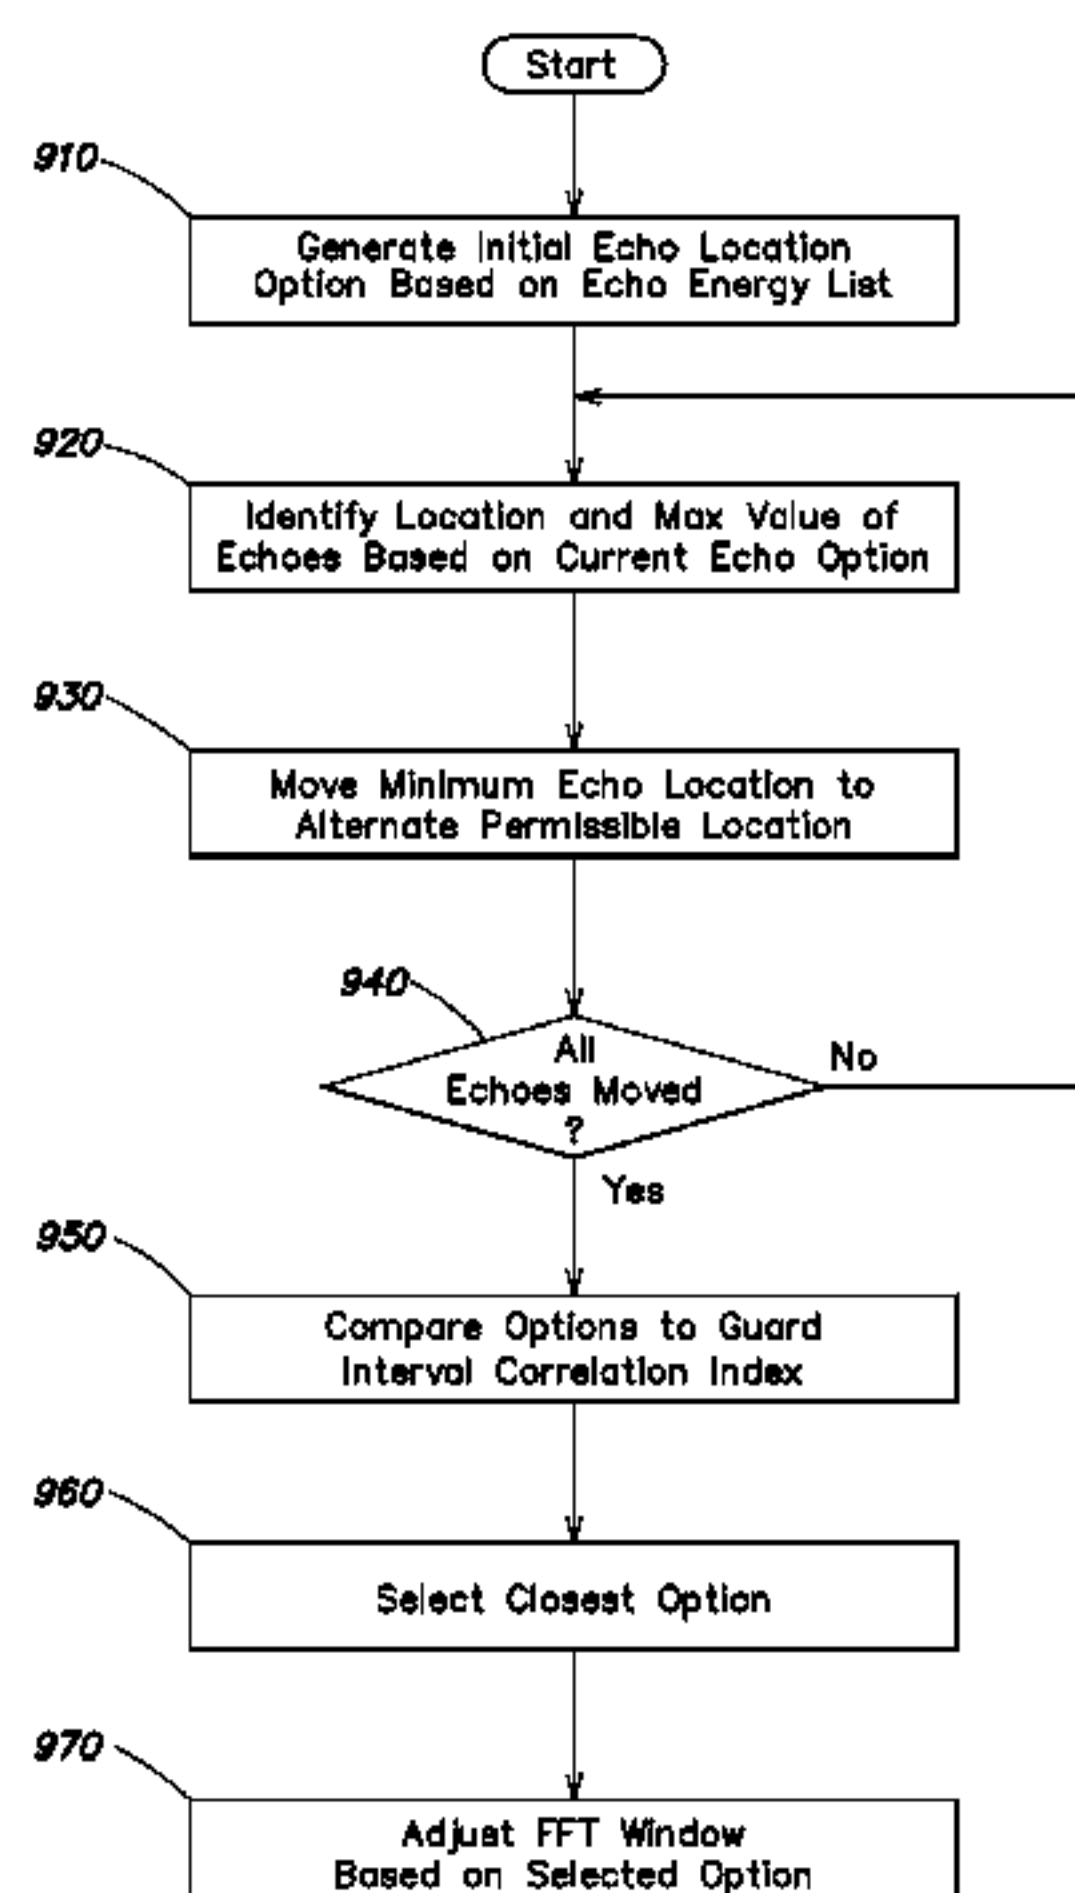 Start
910
Generate Initial Echo Location
Option Based on Echo Energy List
920
Identify Location and Max Value of
Echoes Based on Current Echo Option
930
Move Minimum Echo Location to
Alternate Permissible Location
940
All
Echoes Moved
?
No
Yes
950
Compare Options to Guard
Interval Correlation Index
960
Select Closest Option
970
Adjust FFT Window
Based on Selected Option